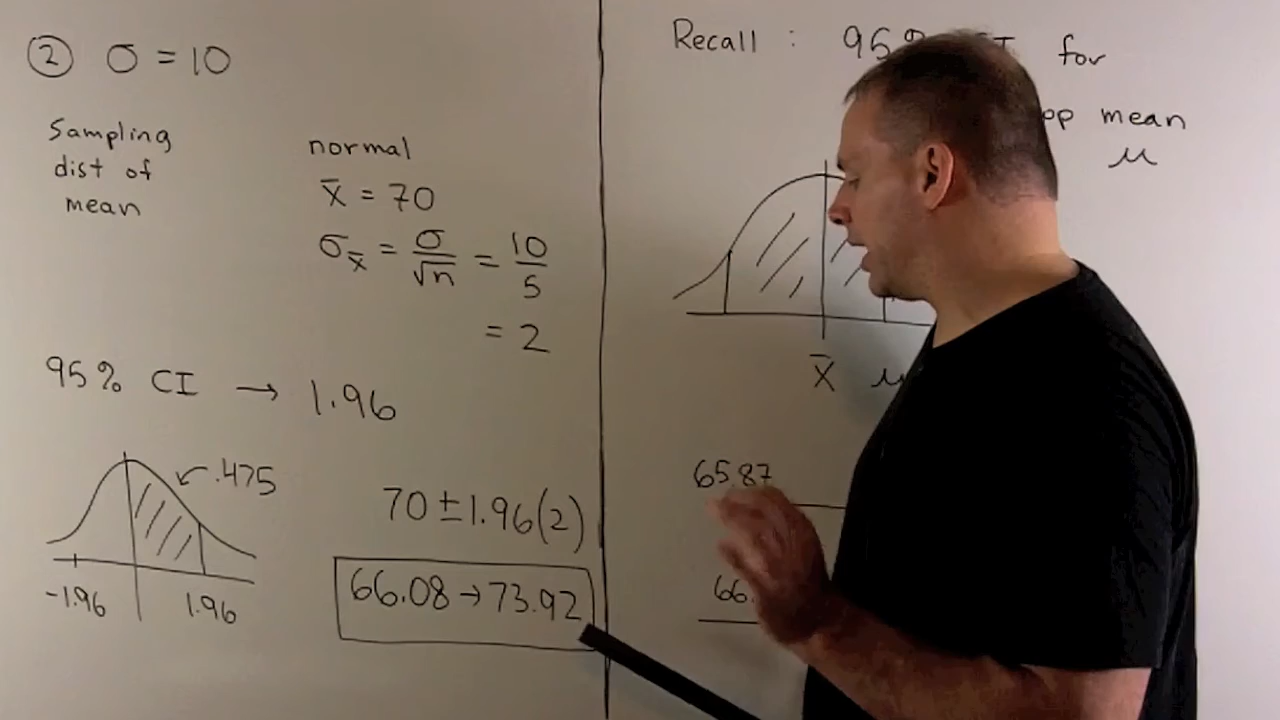 ② σ = 10
Sampling
dist of
mean
normal
x̄ = 70
σx̄ = σ/√n = 10/5
= 2
95% CI → 1.96
.475
-1.96 1.96
70 ± 1.96(2)
66.08 → 73.92
Recall : 95% for
mean
μ
x̄ μ
65.87
66.